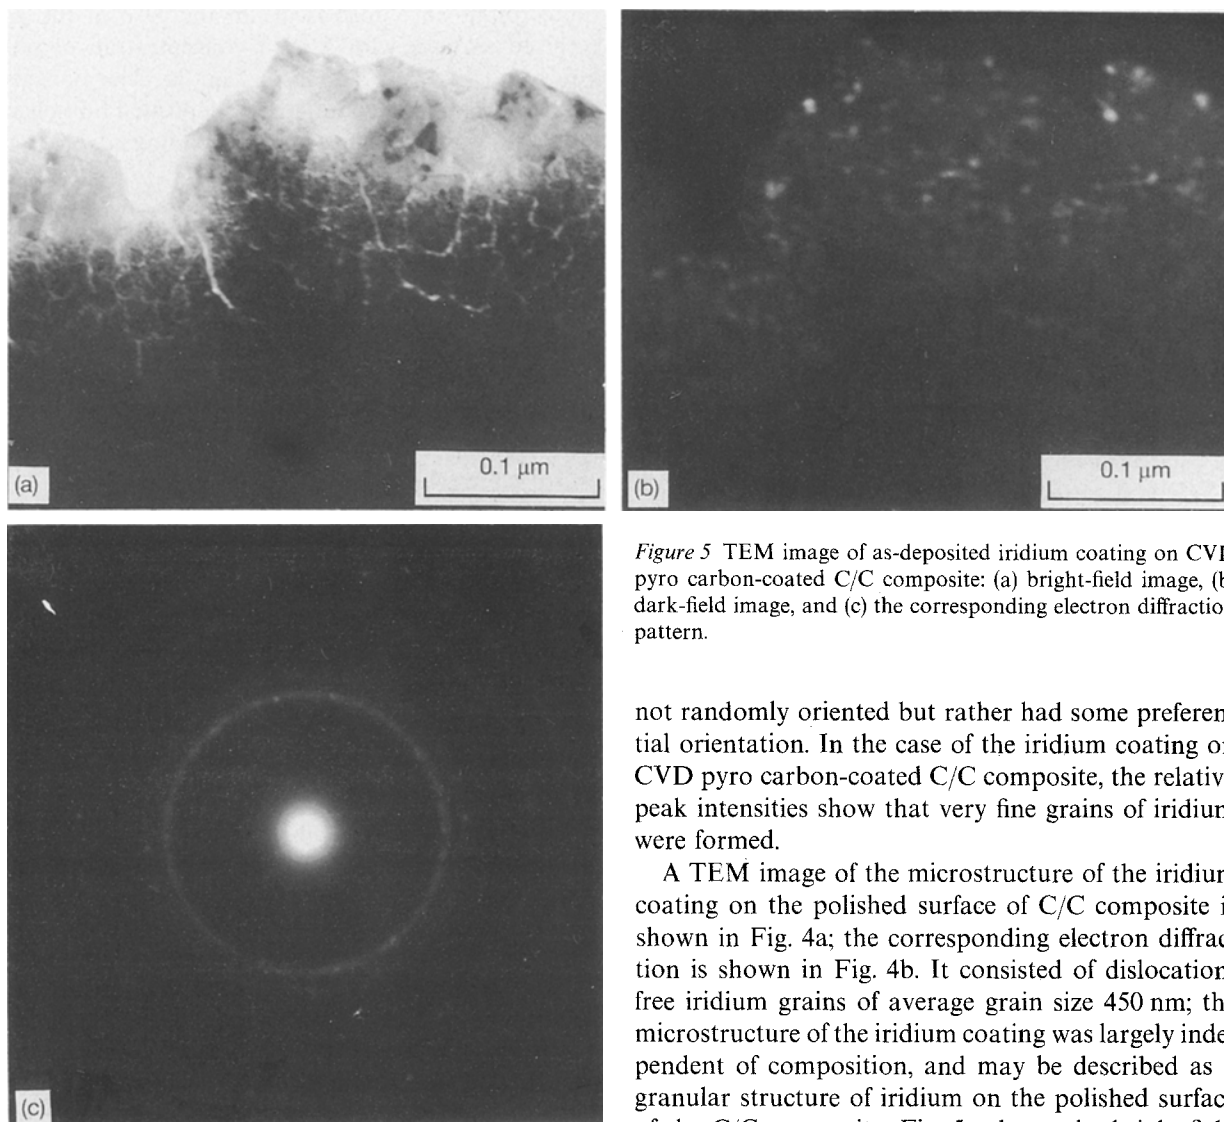 (a)
0.1 μm
(b)
0.1 μm
(c)
Figure 5 TEM image of as-deposited iridium coating on CVD
pyro carbon-coated C/C composite: (a) bright-field image, (b
dark-field image, and (c) the corresponding electron diffractio
pattern.
not randomly oriented but rather had some preferen
tial orientation. In the case of the iridium coating o
CVD pyro carbon-coated C/C composite, the relativ
peak intensities show that very fine grains of iridium
were formed.
A TEM image of the microstructure of the iridium
coating on the polished surface of C/C composite i
shown in Fig. 4a; the corresponding electron diffrac
tion is shown in Fig. 4b. It consisted of dislocation
free iridium grains of average grain size 450 nm; th
microstructure of the iridium coating was largely inde
pendent of composition, and may be described as
granular structure of iridium on the polished surfac